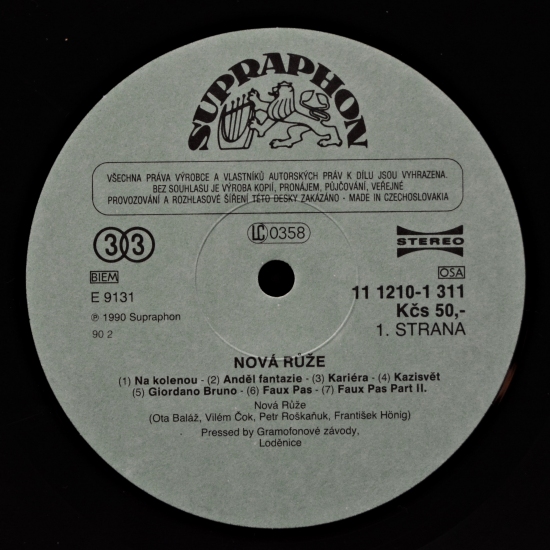 SUPRAPHON
VŠECHNA PRÁVA VÝROBCE A VLASTNÍKŮ AUTORSKÝCH PRÁV K DÍLU JSOU VYHRAZENA.
BEZ SOUHLASU JE VÝROBA KOPIÍ, PRONÁJEM, PŮJČOVÁNÍ, VEŘEJNÉ
PROVOZOVÁNÍ A ROZHLASOVÉ ŠÍŘENÍ TÉTO DESKY ZAKÁZÁNO - MADE IN CZECHOSLOVAKIA
33
LC 0358
STEREO
BIEM
OSA
E 9131
11 1210-1 311
Ⓟ 1990 Supraphon
Kčs 50,-
90 2
1. STRANA
NOVÁ RŮŽE
(1) Na kolenou - (2) Anděl fantazie - (3) Kariéra - (4) Kazisvět
(5) Giordano Bruno - (6) Faux Pas - (7) Faux Pas Part II.
Nová Růže
(Ota Baláž, Vilém Čok, Petr Roškaňuk, František Hönig)
Pressed by Gramofonové závody,
Loděnice